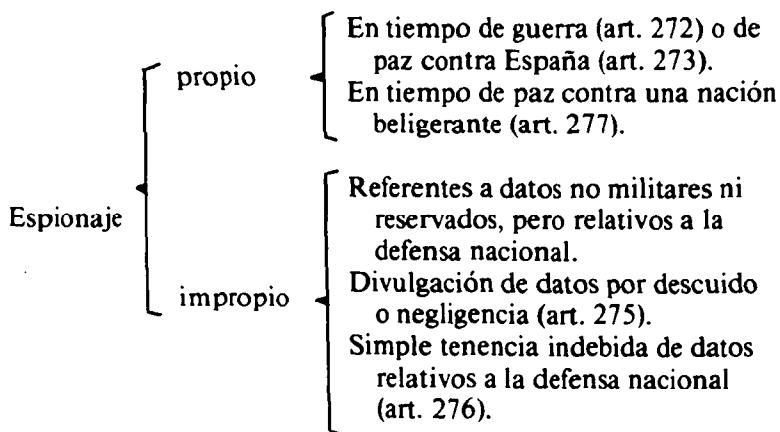 Espionaje
propio
En tiempo de guerra (art. 272) o de
paz contra España (art. 273).
En tiempo de paz contra una nación
beligerante (art. 277).
impropio
Referentes a datos no militares ni
reservados, pero relativos a la
defensa nacional.
Divulgación de datos por descuido
o negligencia (art. 275).
Simple tenencia indebida de datos
relativos a la defensa nacional
(art. 276).